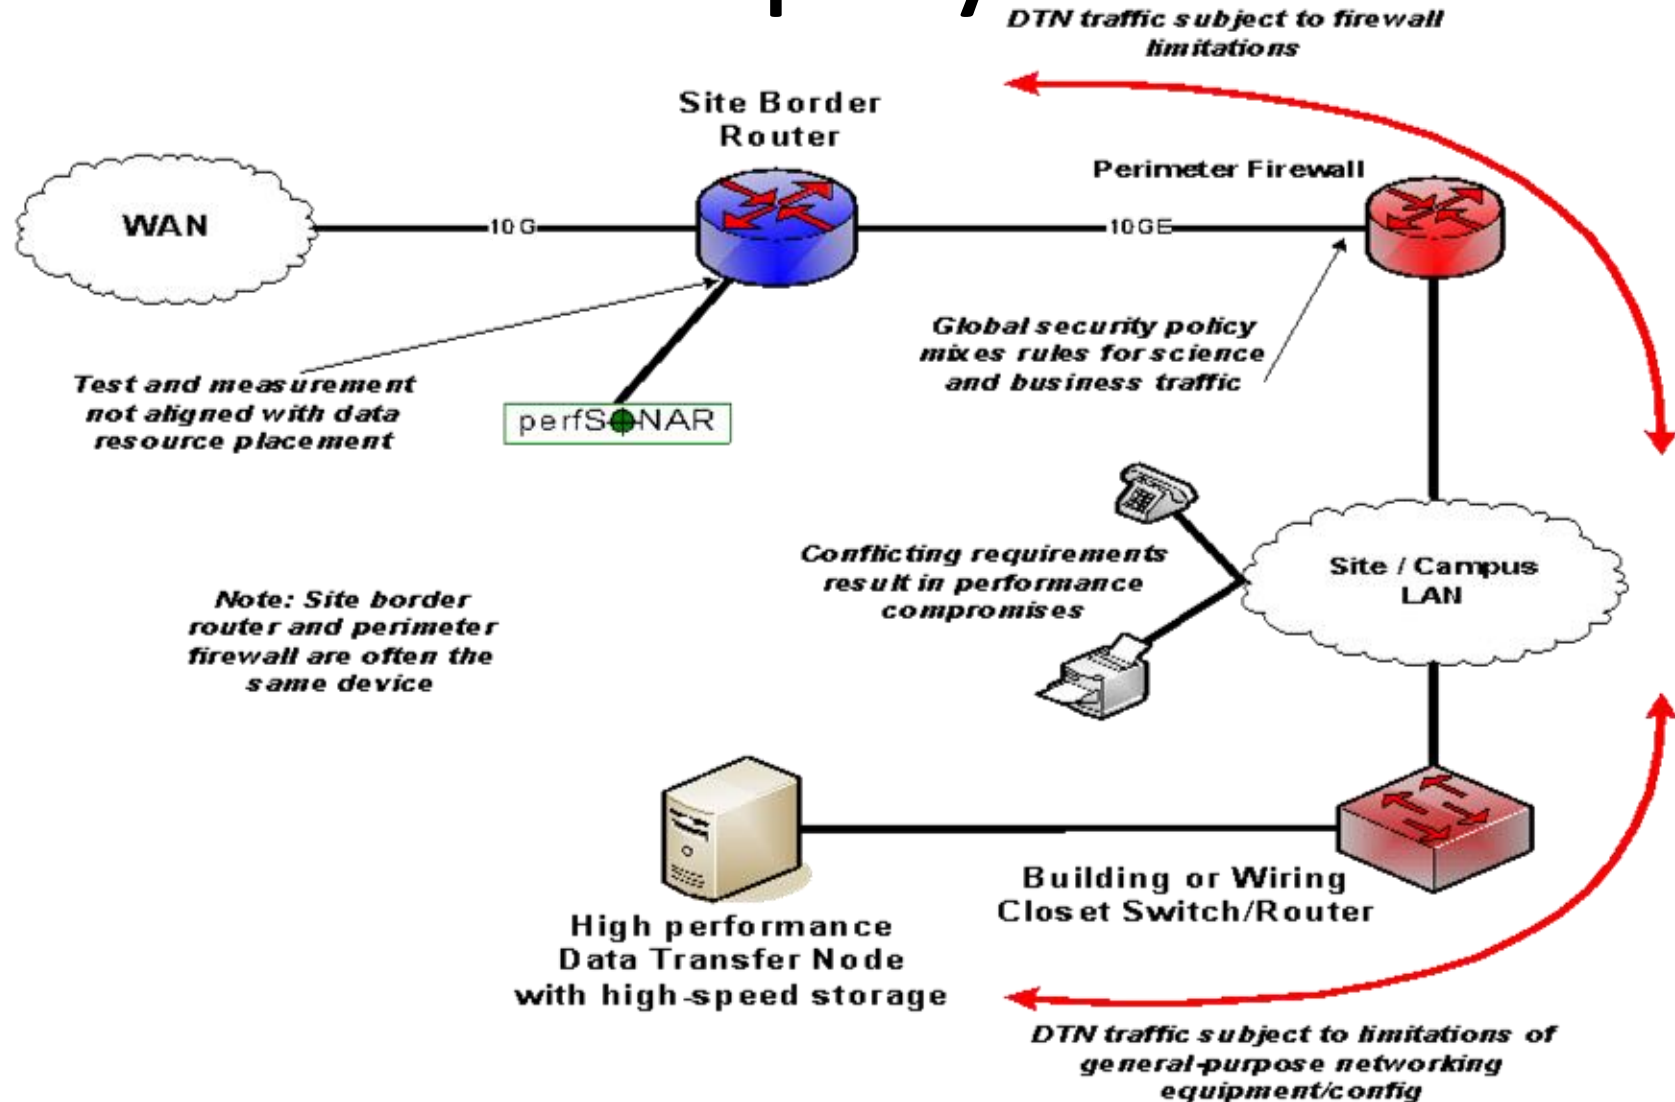 DTN traffic subject to firewall
limitations
Site Border
Router
Perimeter Firewall
WAN
10G
10GE
Global security policy
mixes rules for science
and business traffic
Test and measurement
not aligned with data
resource placement
perfSONAR
Conflicting requirements
result in performance
compromises
Site / Campus
LAN
Note: Site border
router and perimeter
firewall are often the
same device
Building or Wiring
Closet Switch/Router
High performance
Data Transfer Node
with high-speed storage
DTN traffic subject to limitations of
general-purpose networking
equipment/config